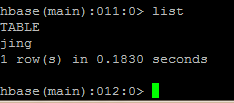 hbase(main):011:0> list
TABLE
jing
1 row(s) in 0.1830 seconds
hbase(main):012:0>